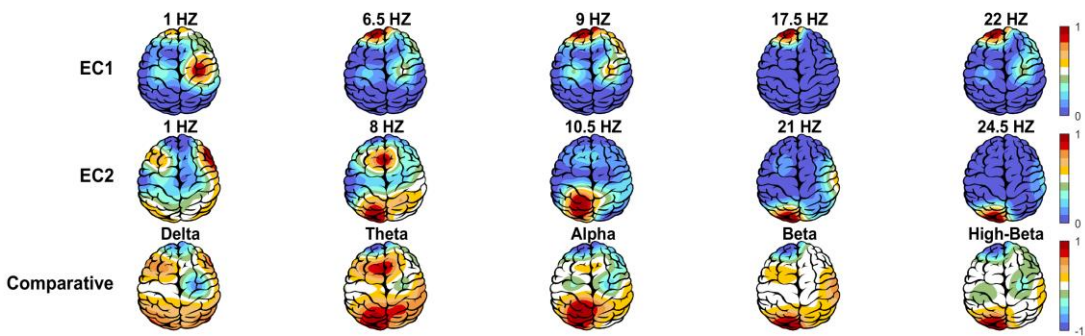 1 HZ 6.5 HZ 9 HZ 17.5 HZ 22 HZ
1
EC1
0
1 HZ 8 HZ 10.5 HZ 21 HZ 24.5 HZ
1
EC2
0
Delta Theta Alpha Beta High-Beta
1
Comparative
-1